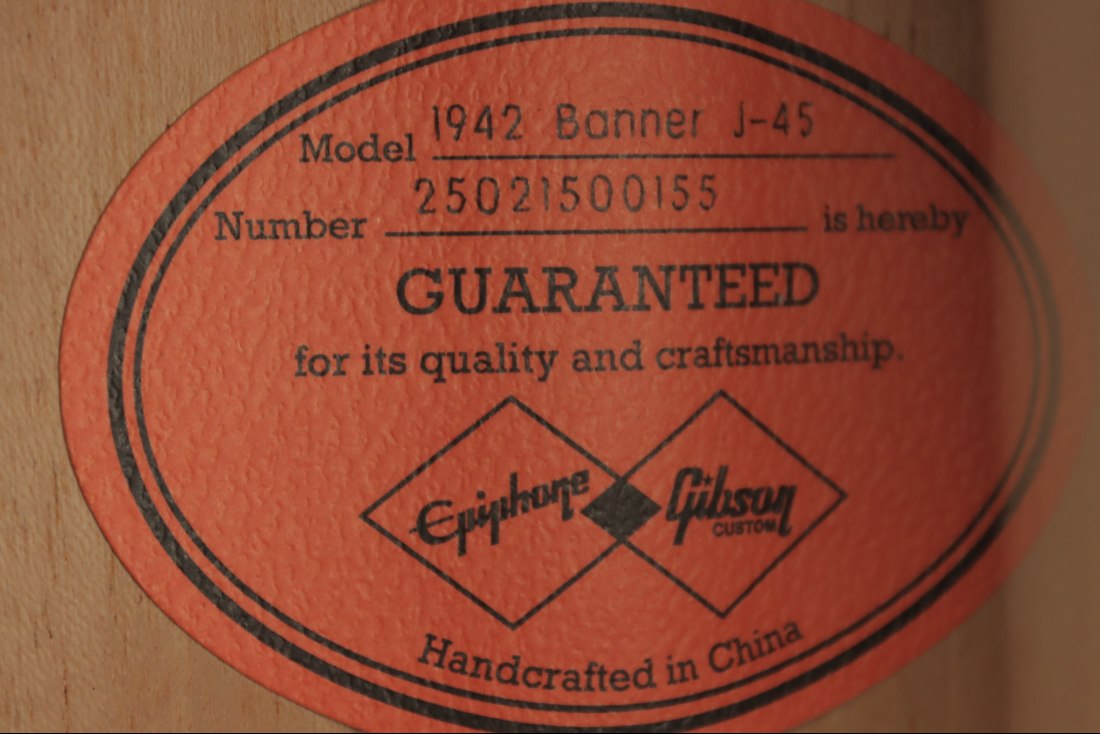 Model 1942 Banner J-45
Number 25021500155 is hereby
GUARANTEED
for its quality and craftsmanship.
Epiphone Gibson
CUSTOM
Handcrafted in China